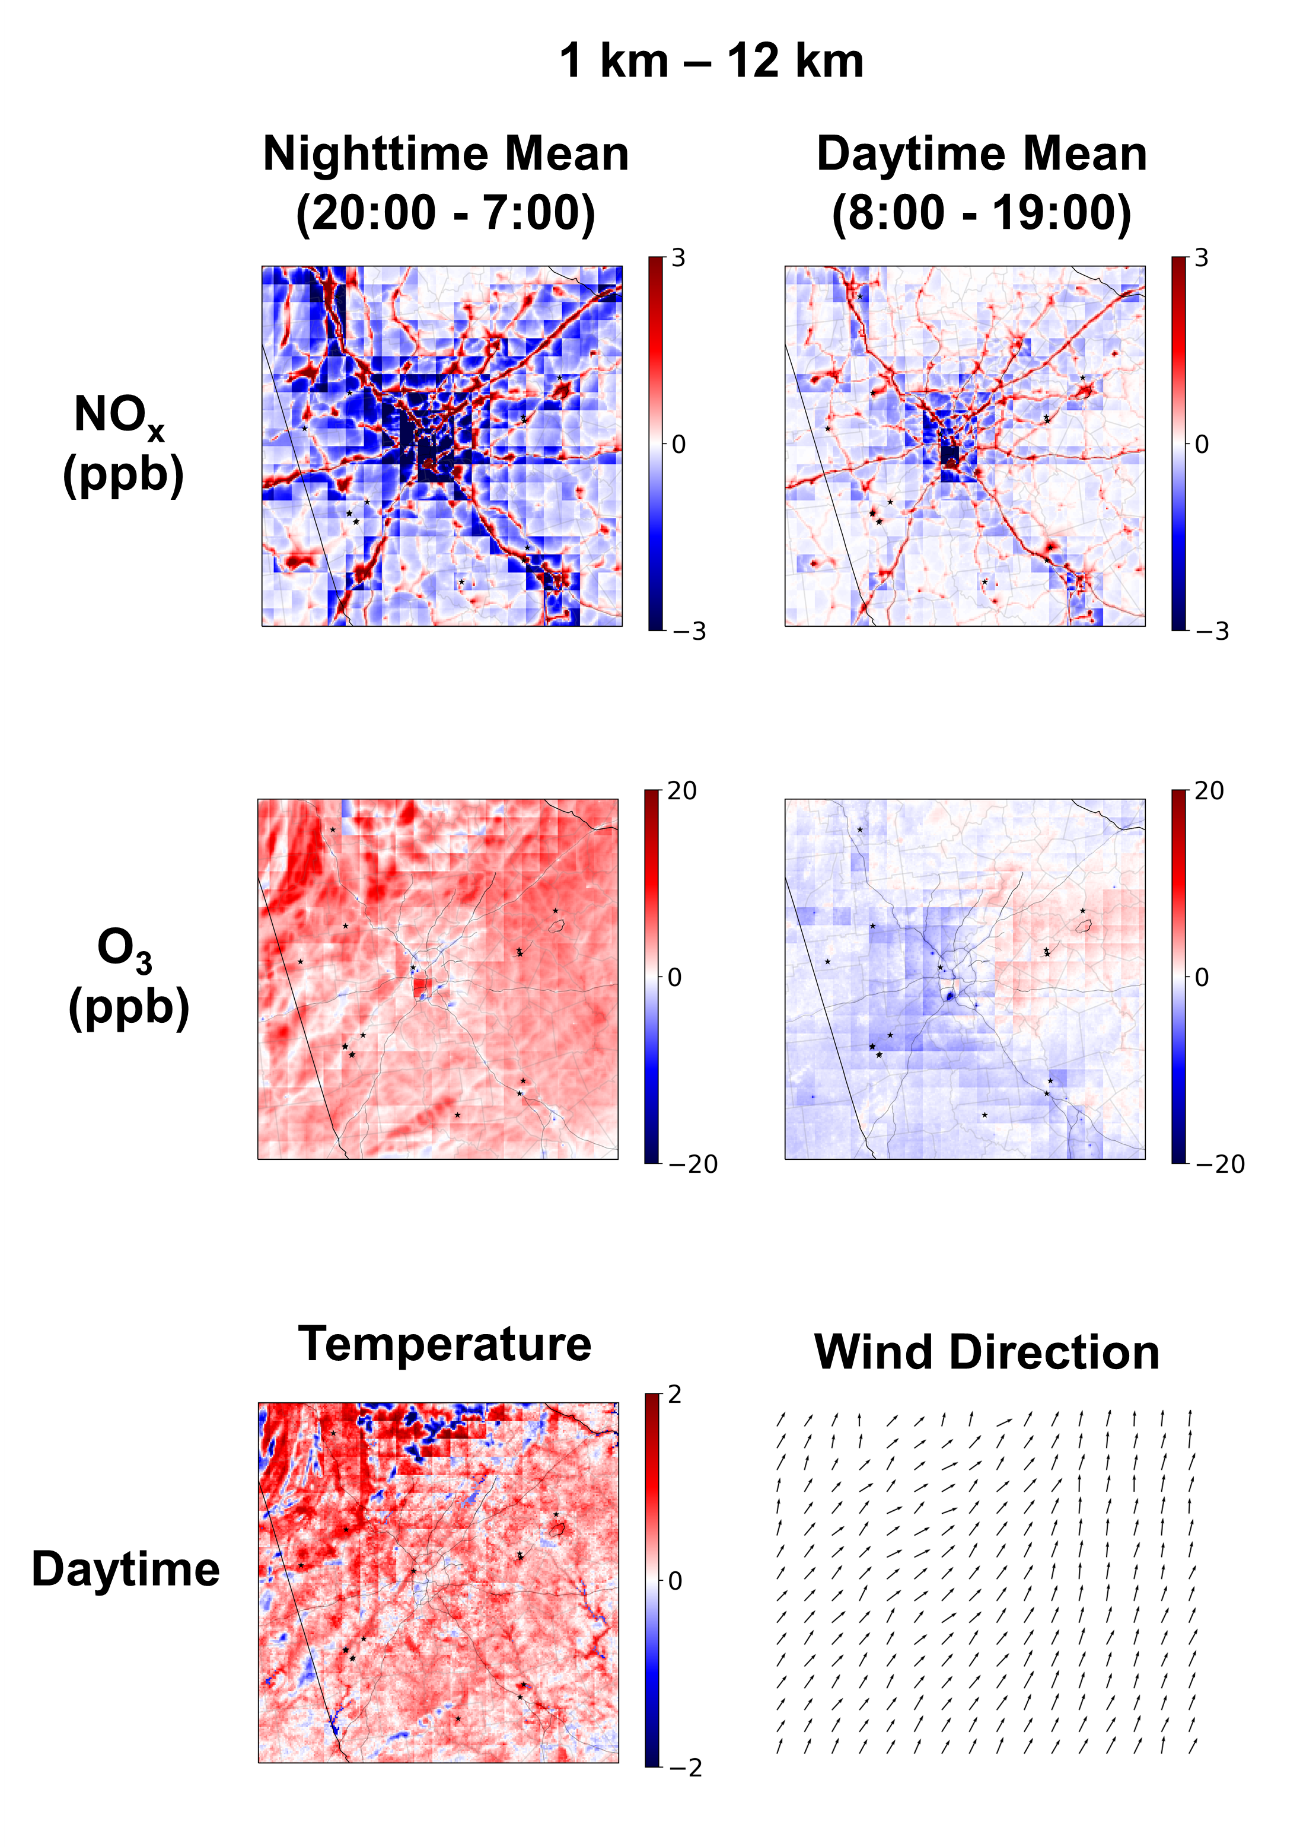 1 km – 12 km
Nighttime Mean
(20:00 - 7:00)
Daytime Mean
(8:00 - 19:00)
NOx
(ppb)
3
0
−3
3
0
−3
O3
(ppb)
20
0
−20
20
0
−20
Temperature
Wind Direction
Daytime
2
0
−2